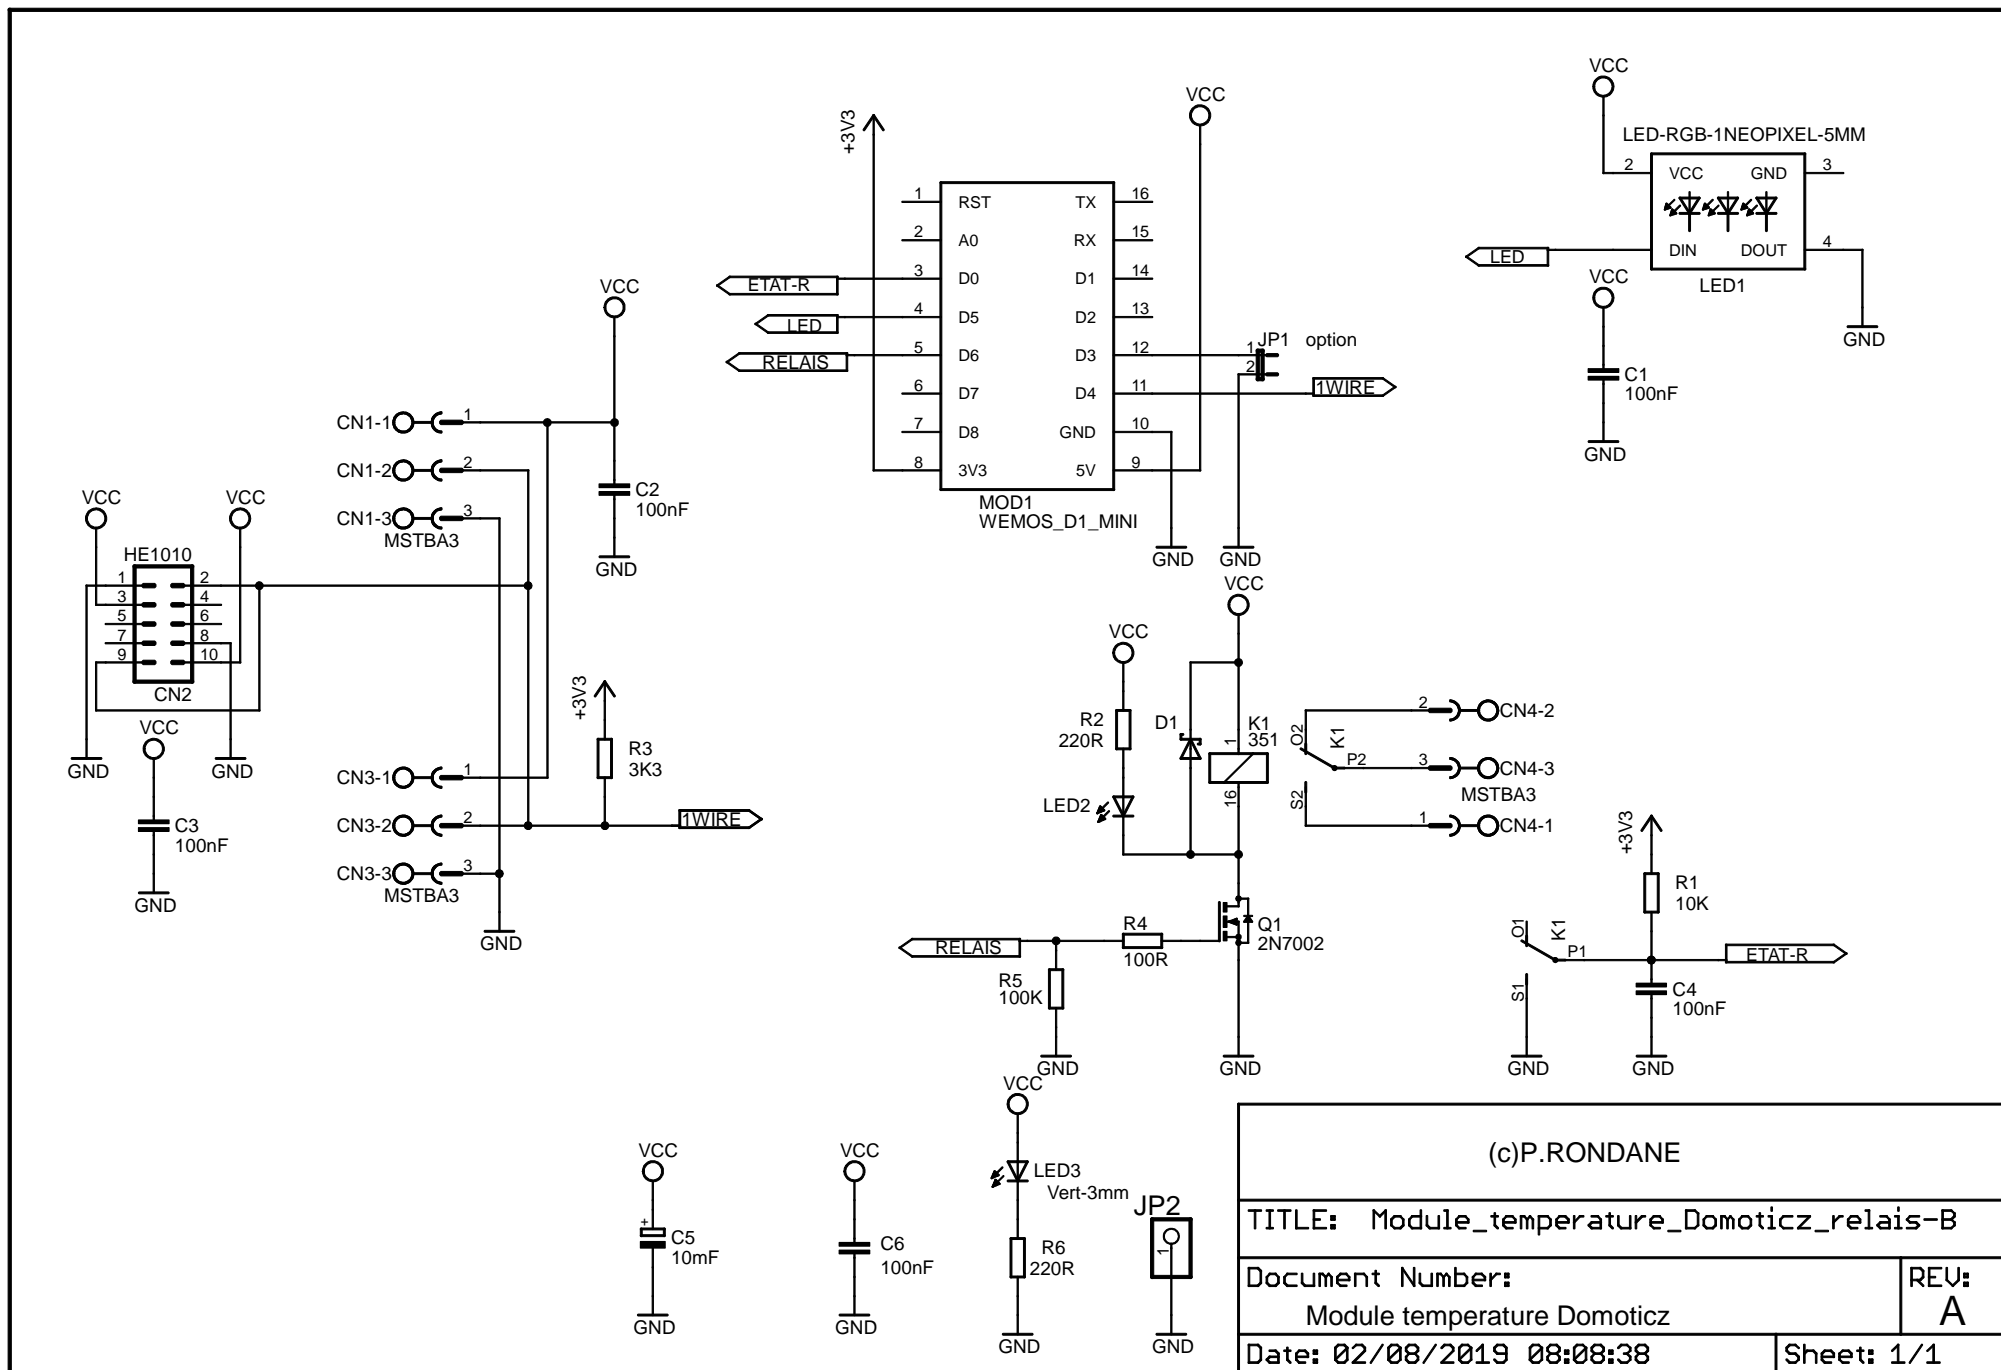 VCC
LED-RGB-1NEOPIXEL-5MM
2 VCC GND 3
DIN DOUT 4
LED
LED1
GND
VCC
C1
100nF
GND
+3V3
VCC
1 RST TX 16
2 A0 RX 15
ETAT-R 3 D0 D1 14
LED 4 D5 D2 13
RELAIS 5 D6 D3 12
6 D7 D4 11
7 D8 GND 10
8 3V3 5V 9
MOD1
WEMOS_D1_MINI
JP1 option
1
2
1WIRE
GND
GND
VCC
CN1-1 1
CN1-2 2
CN1-3 3
MSTBA3
C2
100nF
GND
VCC
VCC
HE1010
1 2
3 4
5 6
7 8
9 10
CN2
GND
GND
VCC
C3
100nF
GND
+3V3
R3
3K3
CN3-1 1
CN3-2 2
1WIRE
CN3-3 3
MSTBA3
GND
VCC
VCC
R2
220R
D1
K1
351
1
16
LED2
O2
K1
P2
S2
2 CN4-2
3 CN4-3
MSTBA3
1 CN4-1
RELAIS
R4
100R
Q1
2N7002
R5
100K
GND
GND
+3V3
R1
10K
O1
K1
P1
S1
ETAT-R
C4
100nF
GND
GND
VCC
+
C5
10mF
GND
VCC
C6
100nF
GND
VCC
LED3
Vert-3mm
R6
220R
GND
JP2
1
GND
(c)P.RONDANE
TITLE: Module_temperature_Domoticz_relais-B
Document Number:
Module temperature Domoticz
REV:
A
Date: 02/08/2019 08:08:38
Sheet: 1/1